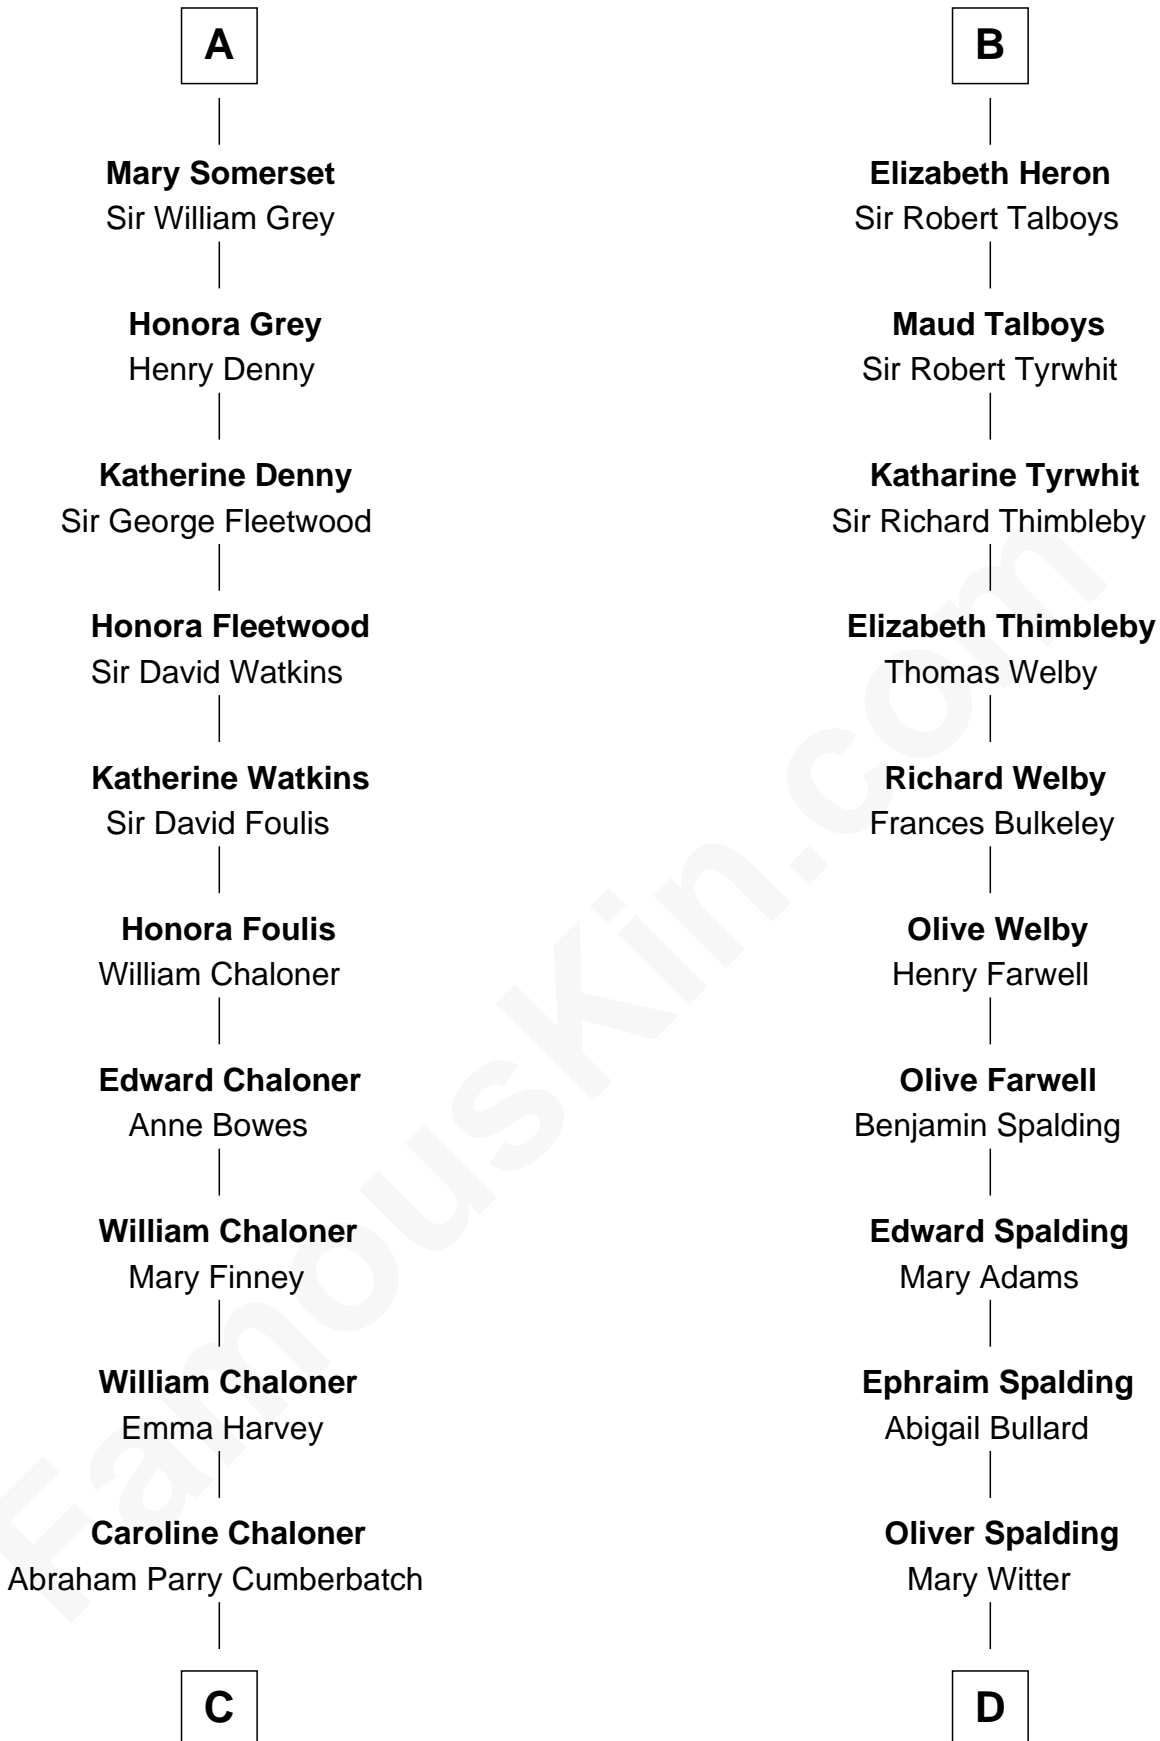 A
Mary Somerset
Sir William Grey
Honora Grey
Henry Denny
Katherine Denny
Sir George Fleetwood
Honora Fleetwood
Sir David Watkins
Katherine Watkins
Sir David Foulis
Honora Foulis
William Chaloner
Edward Chaloner
Anne Bowes
William Chaloner
Mary Finney
William Chaloner
Emma Harvey
Caroline Chaloner
Abraham Parry Cumberbatch
C
B
Elizabeth Heron
Sir Robert Talboys
Maud Talboys
Sir Robert Tyrwhit
Katharine Tyrwhit
Sir Richard Thimbleby
Elizabeth Thimbleby
Thomas Welby
Richard Welby
Frances Bulkeley
Olive Welby
Henry Farwell
Olive Farwell
Benjamin Spalding
Edward Spalding
Mary Adams
Ephraim Spalding
Abigail Bullard
Oliver Spalding
Mary Witter
D
FamousKin.com